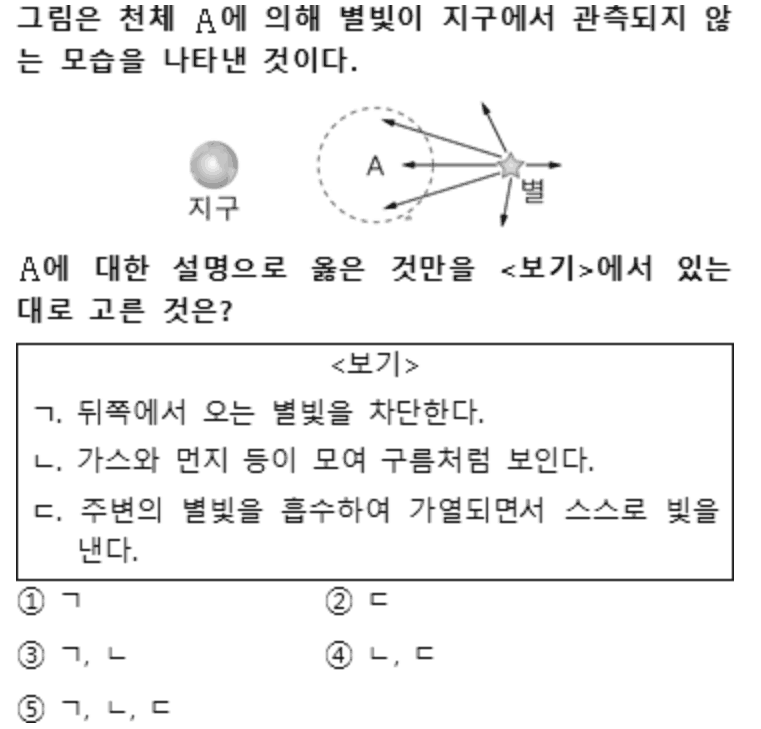 그림은 천체 A에 의해 별빛이 지구에서 관측되지 않
는 모습을 나타낸 것이다.
A
지구
별
A에 대한 설명으로 옳은 것만을 <보기>에서 있는
대로 고른 것은?
<보기>
ㄱ. 뒤쪽에서 오는 별빛을 차단한다.
ㄴ. 가스와 먼지 등이 모여 구름처럼 보인다.
ㄷ. 주변의 별빛을 흡수하여 가열되면서 스스로 빛을
낸다.
① ㄱ ② ㄷ
③ ㄱ, ㄴ ④ ㄴ, ㄷ
⑤ ㄱ, ㄴ, ㄷ